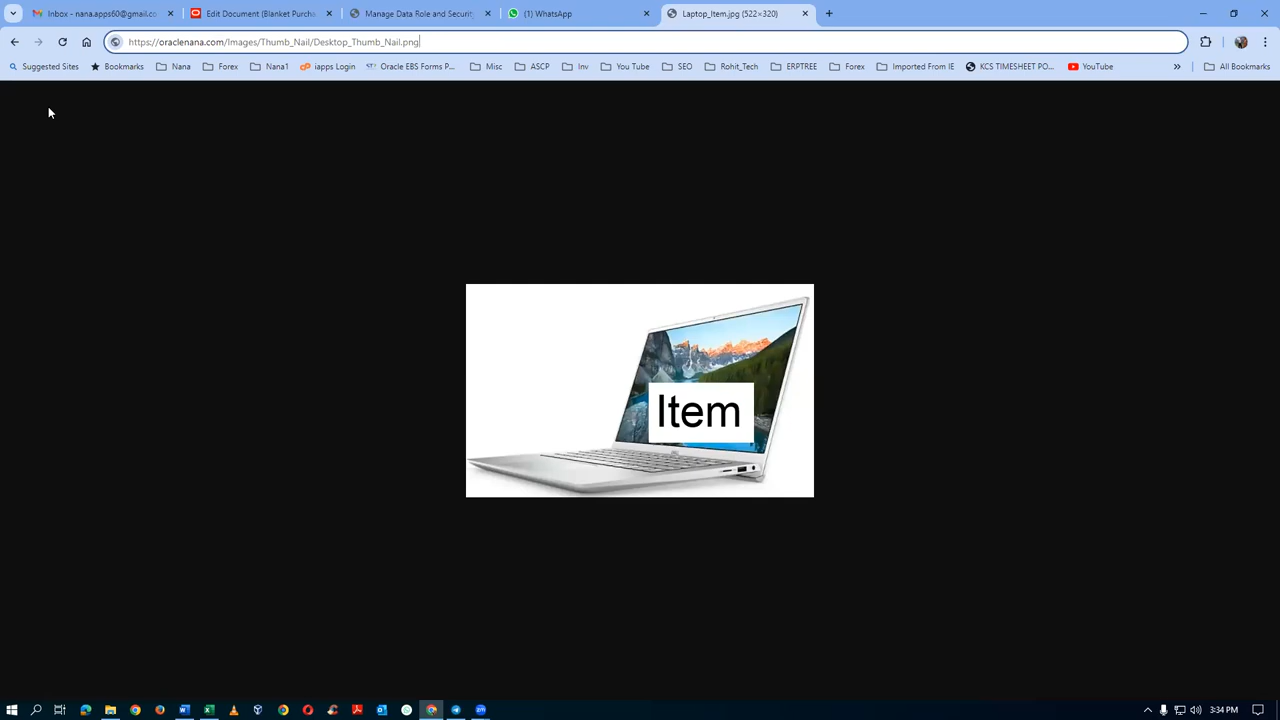 Inbox - nana.apps60@gmail.co
Edit Document (Blanket Purcha
Manage Data Role and Security
(1) WhatsApp
Laptop_Item.jpg (522×320)
https://oraclenana.com/Images/Thumb_Nail/Desktop_Thumb_Nail.png
Suggested Sites
Bookmarks
Nana
Forex
Nana1
iapps Login
Oracle EBS Forms P...
Misc
ASCP
Inv
You Tube
SEO
Rohit_Tech
ERPTREE
Forex
Imported From IE
KCS TIMESHEET PO...
YouTube
»
All Bookmarks
Item
3:34 PM